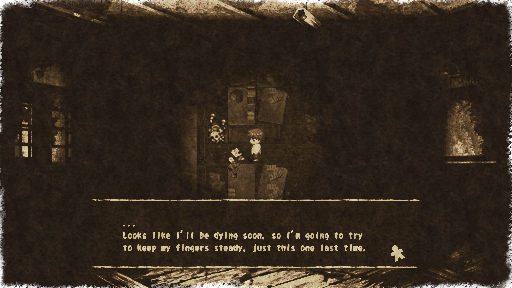 ...
Looks like I'll be dying soon, so I'm going to try
to keep my fingers steady, just this one last time.